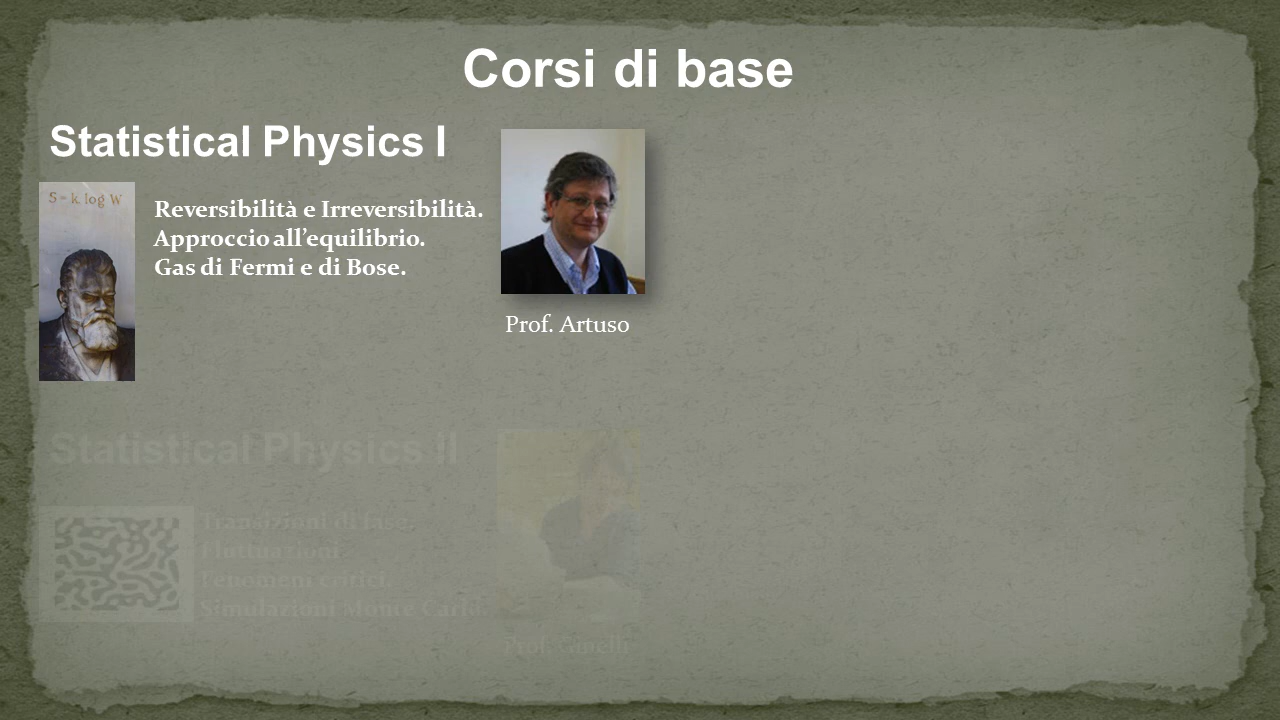 Corsi di base
Statistical Physics I
S = k. log W
Reversibilità e Irreversibilità.
Approccio all’equilibrio.
Gas di Fermi e di Bose.
Prof. Artuso
Statistical Physics II
Transizioni di fase.
Fluttuazioni.
Fenomeni critici.
Simulazioni Monte Carlo.
Prof. Ginelli